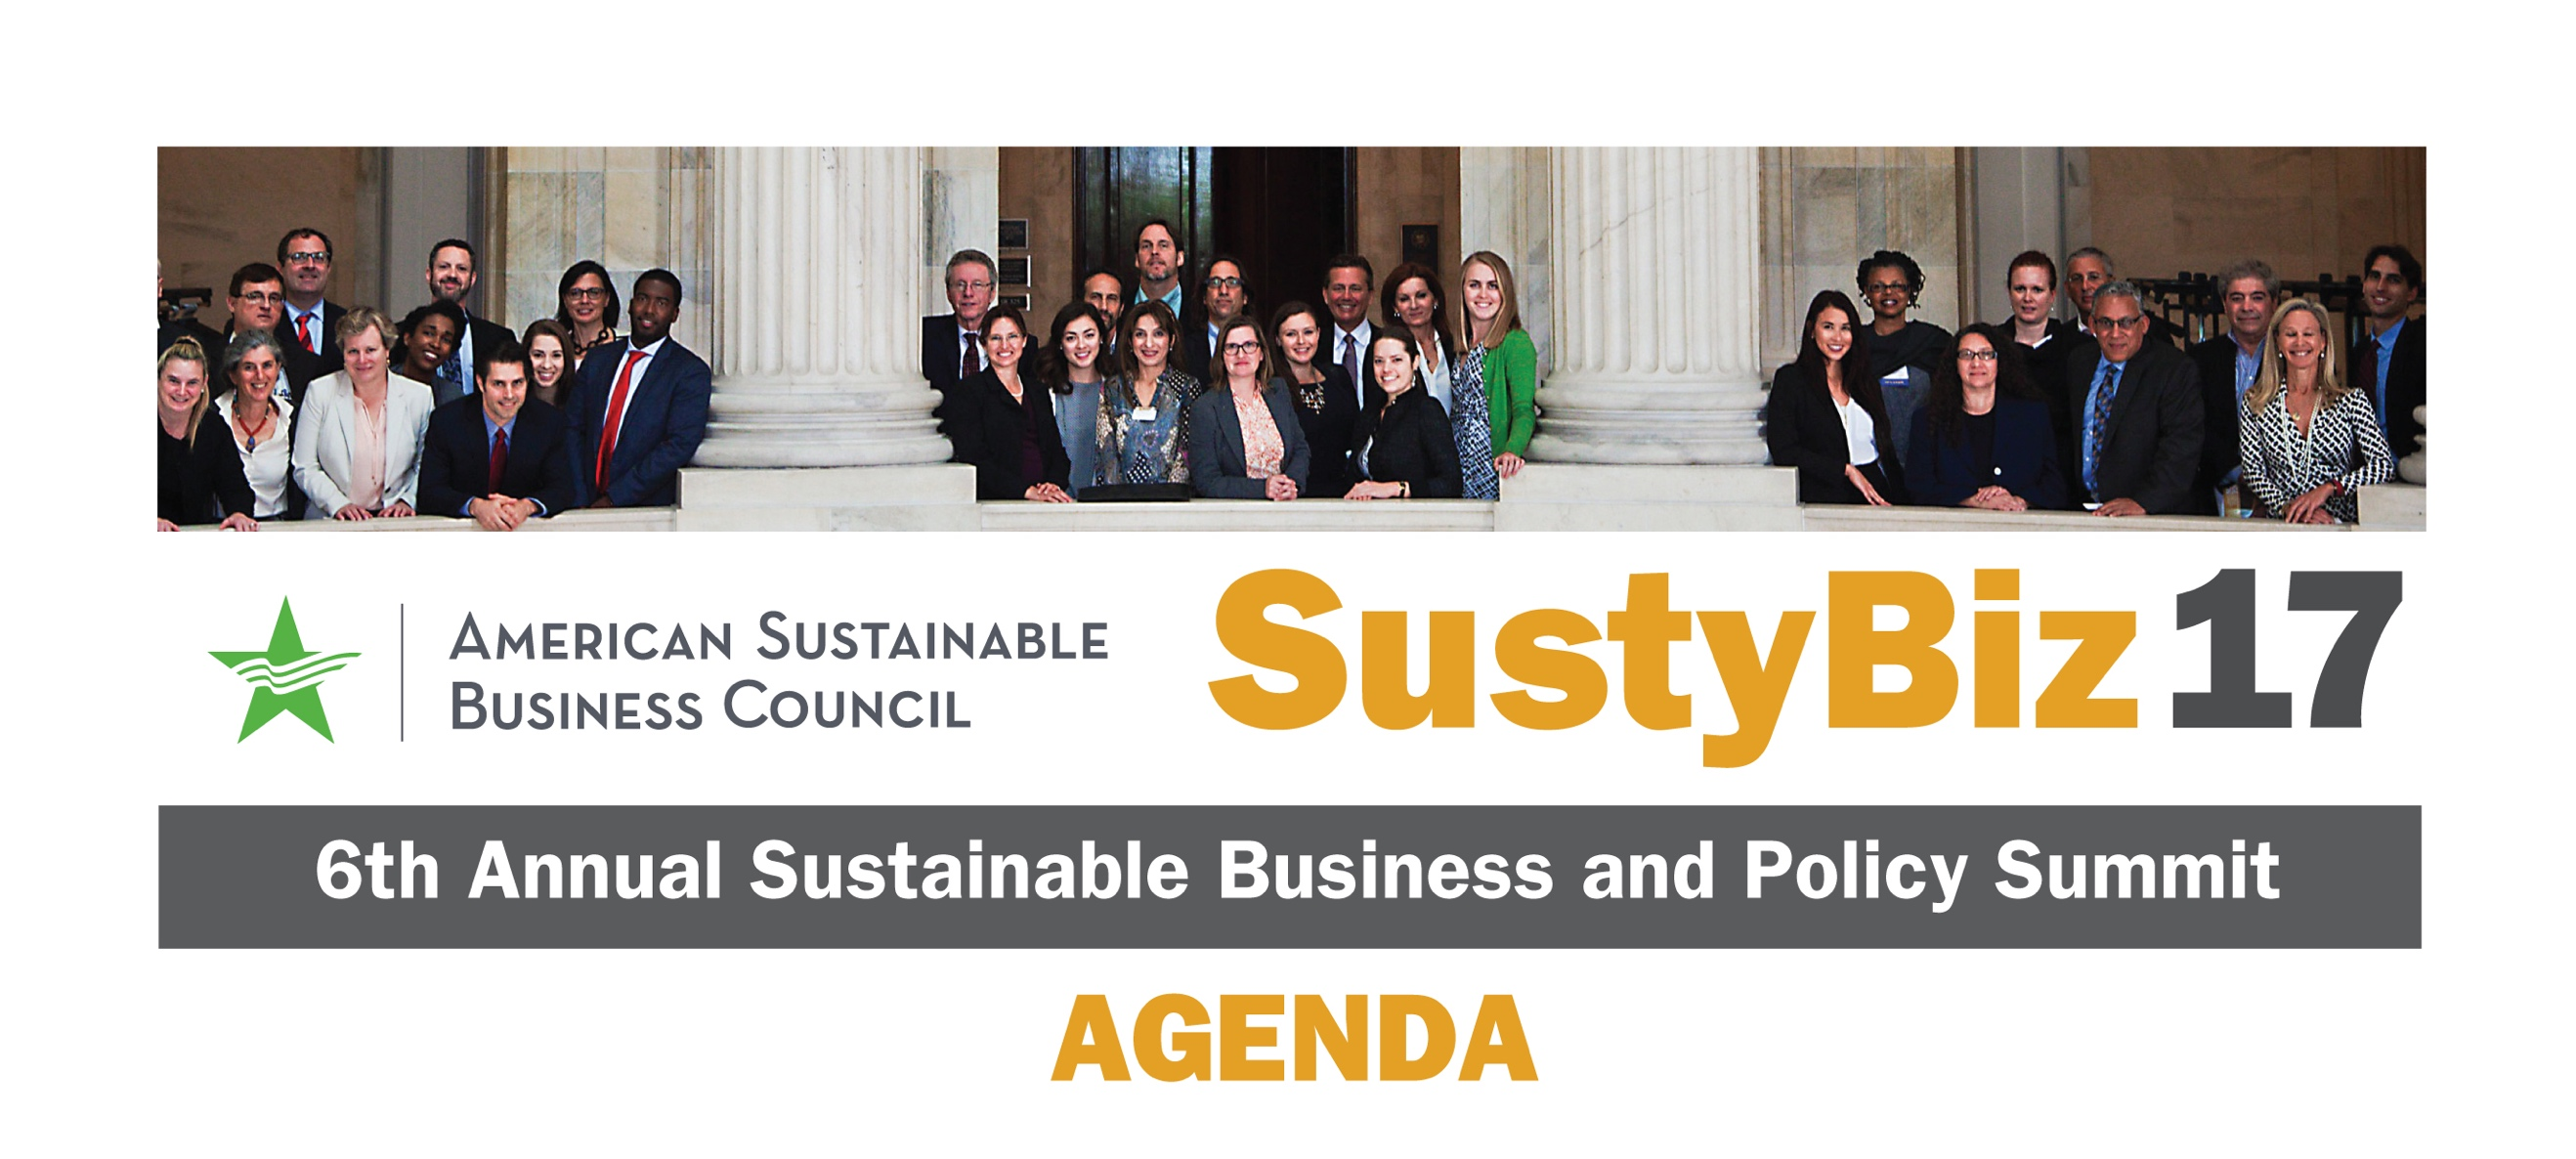 AMERICAN SUSTAINABLE
BUSINESS COUNCIL
SustyBiz17
6th Annual Sustainable Business and Policy Summit
AGENDA